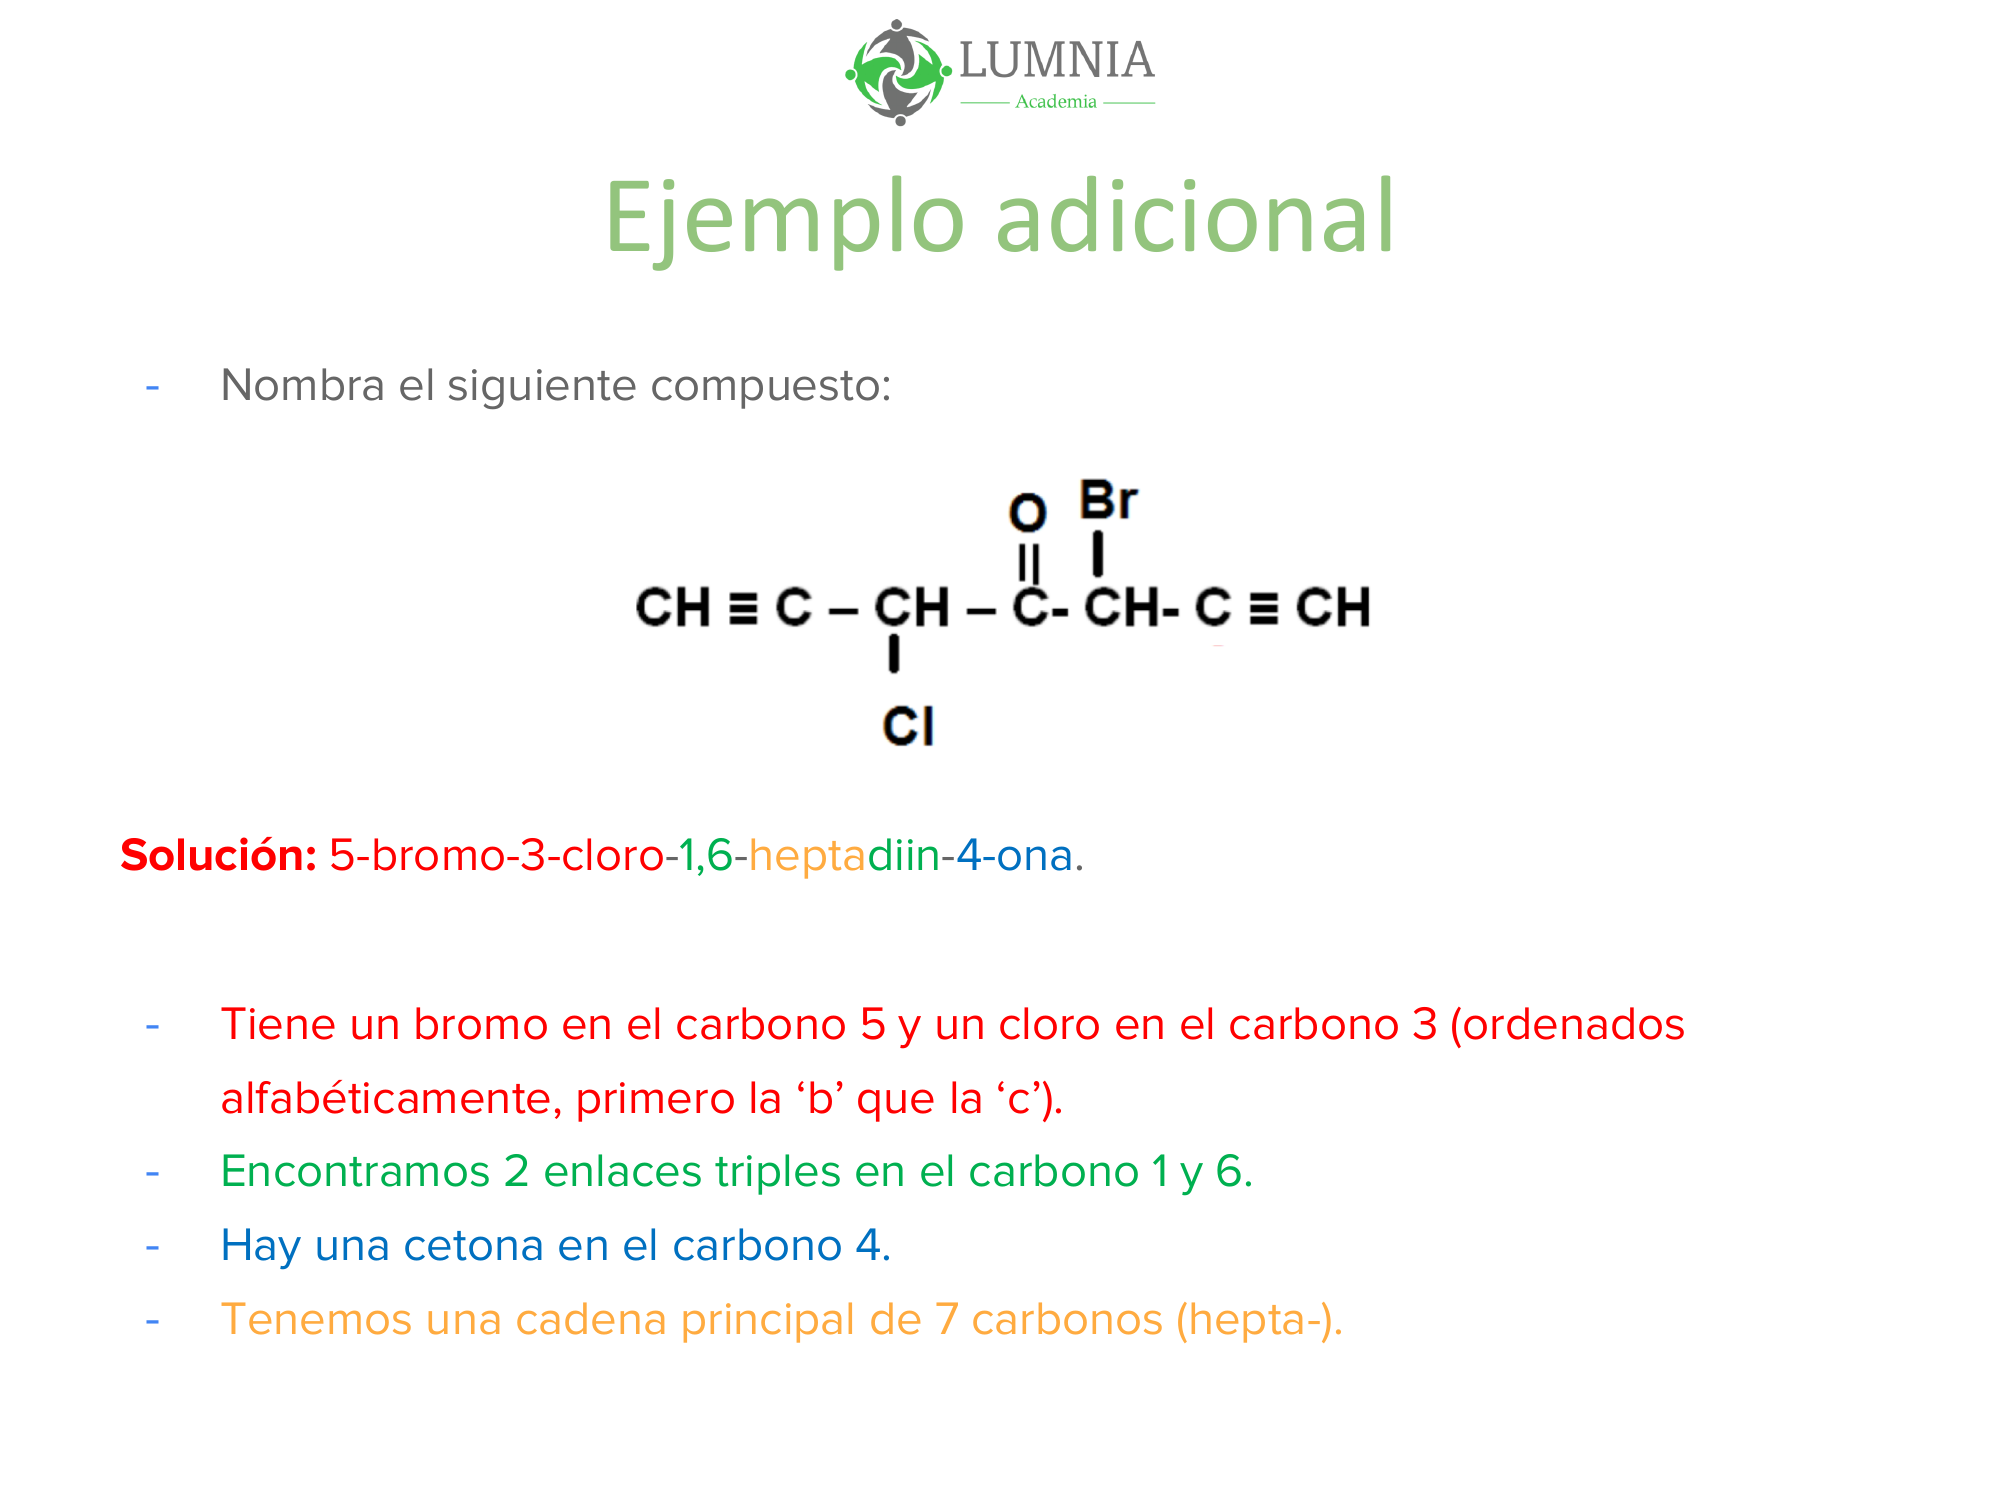 LUMNIA
Academia
Ejemplo adicional
- Nombra el siguiente compuesto:
O Br
CH ≡ C – CH – C- CH- C ≡ CH
Cl
Solución: 5-bromo-3-cloro-1,6-heptadiin-4-ona.
- Tiene un bromo en el carbono 5 y un cloro en el carbono 3 (ordenados
alfabéticamente, primero la ‘b’ que la ‘c’).
- Encontramos 2 enlaces triples en el carbono 1 y 6.
- Hay una cetona en el carbono 4.
- Tenemos una cadena principal de 7 carbonos (hepta-).